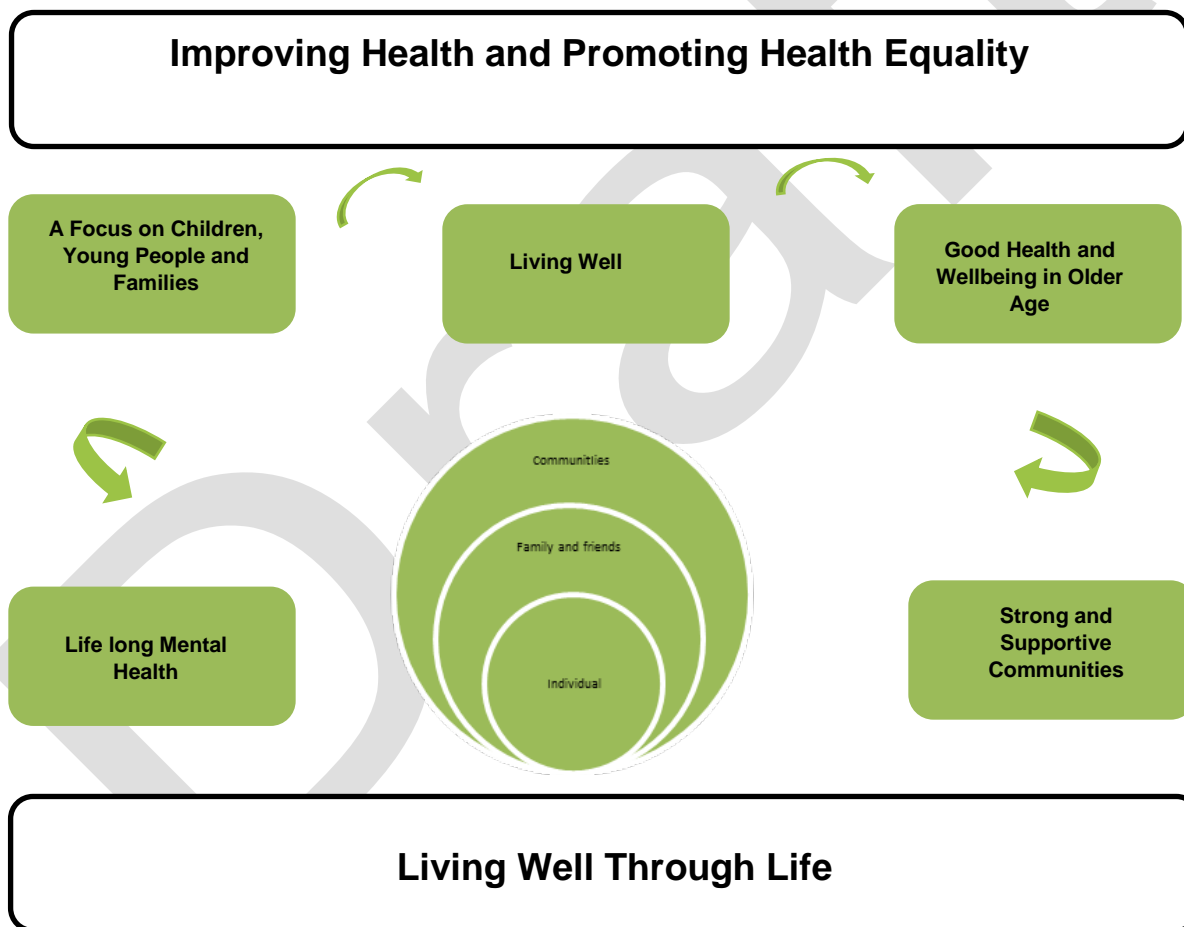 Improving Health and Promoting Health Equality
A Focus on Children,
Young People and
Families
Living Well
Good Health and
Wellbeing in Older
Age
Communitlies
Family and friends
Individual
Life long Mental
Health
Strong and
Supportive
Communities
Living Well Through Life